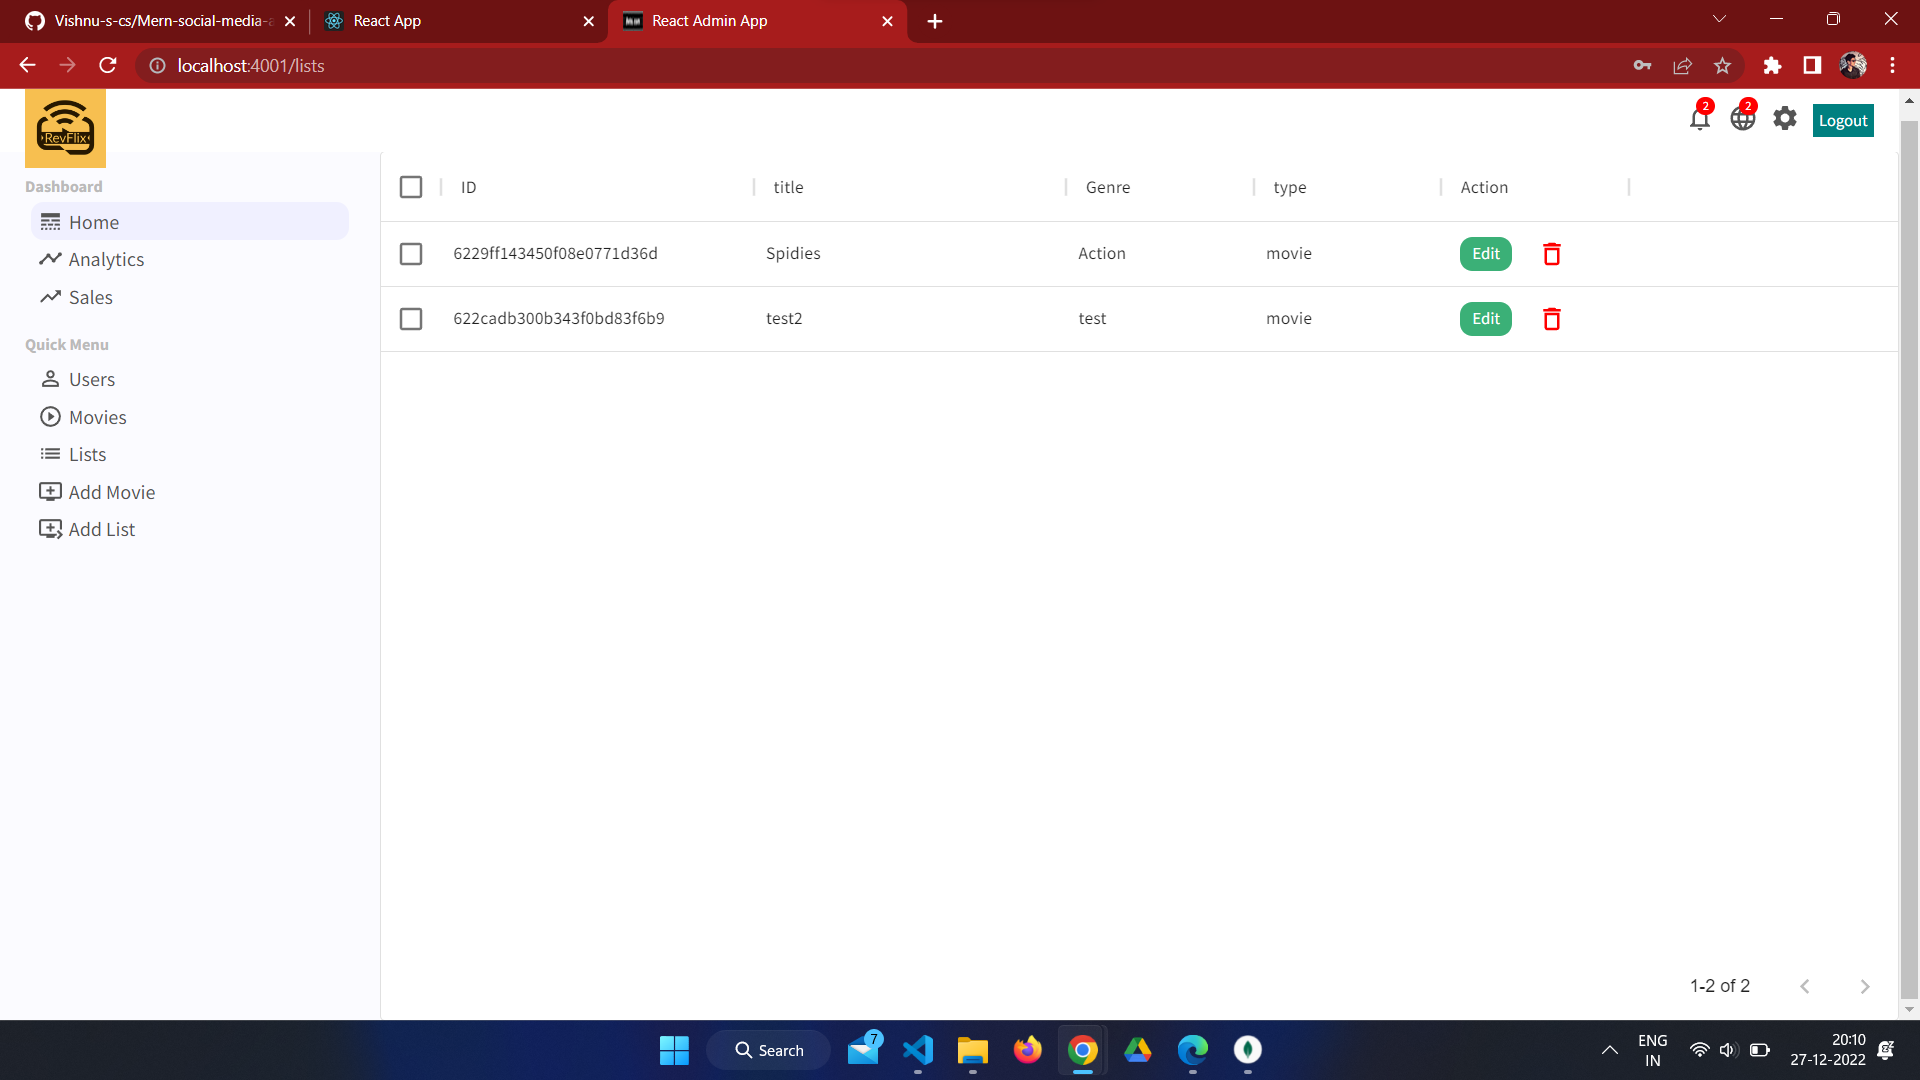 Vishnu-s-cs/Mern-social-media-a
React App
React Admin App
localhost:4001/lists
RevFlix
2
2
Logout
Dashboard
Home
Analytics
Sales
Quick Menu
Users
Movies
Lists
Add Movie
Add List
ID title Genre type Action
6229ff143450f08e0771d36d Spidies Action movie Edit
622cadb300b343f0bd83f6b9 test2 test movie Edit
1-2 of 2
Search
7
ENG
IN
20:10
27-12-2022